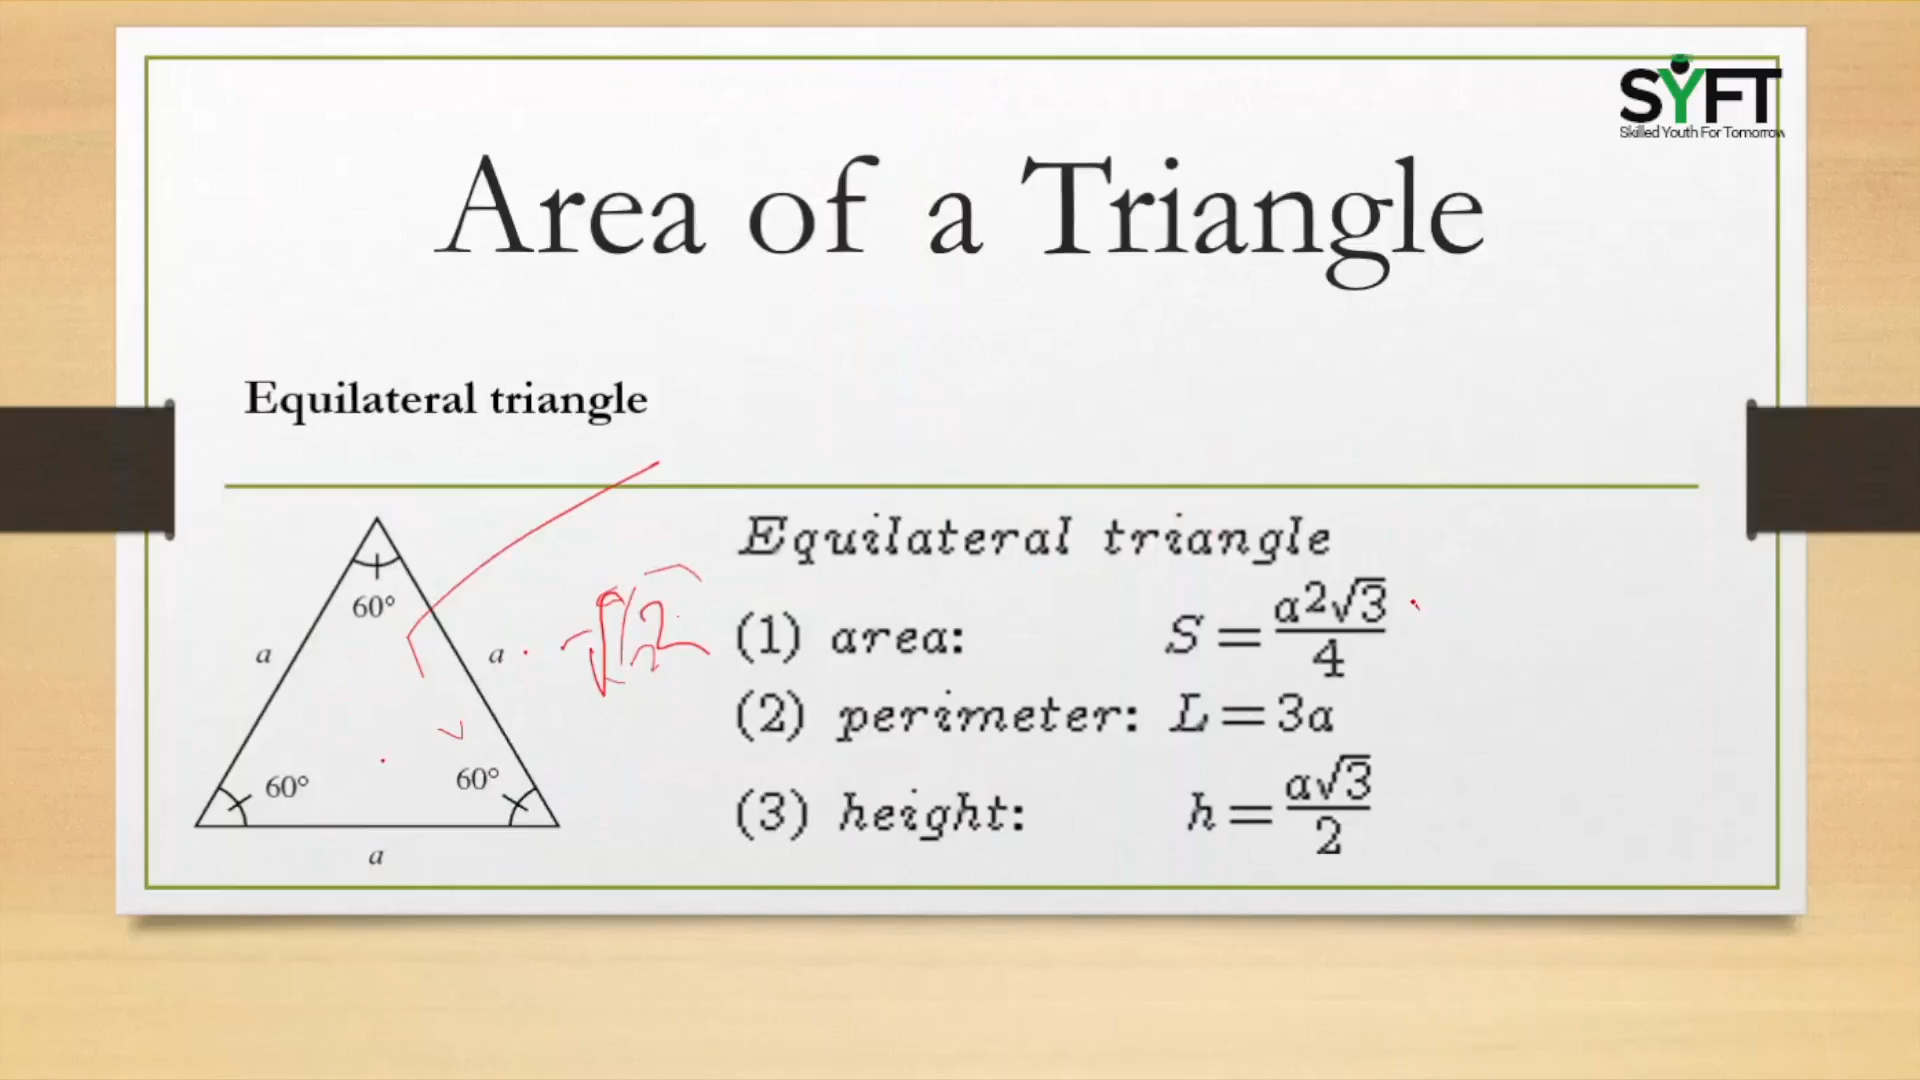 SYFT
Skilled Youth For Tomorrow
Area of a Triangle
Equilateral triangle
60°
a
a
60°
60°
a
2
Equilateral triangle
(1) area: S = a²√3/4
(2) perimeter: L = 3a
(3) height: h = a√3/2